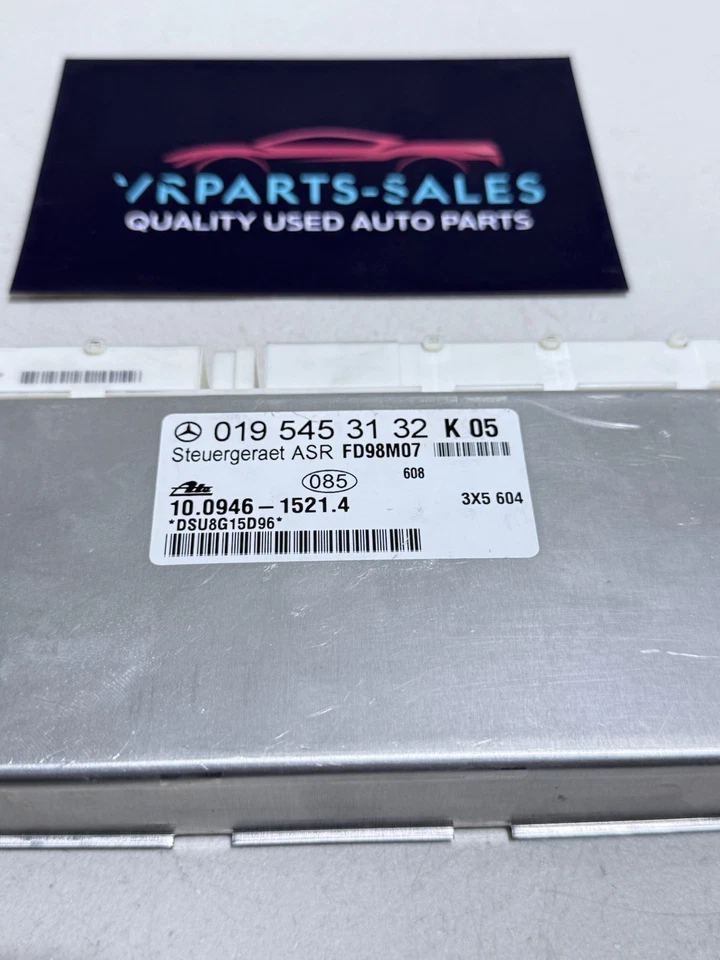 VRPARTS-SALES
QUALITY USED AUTO PARTS
019 545 31 32 K 05
Steuergeraet ASR FD98M07
085 608
Ate
10.0946-1521.4 3X5 604
*DSU8G15D96*